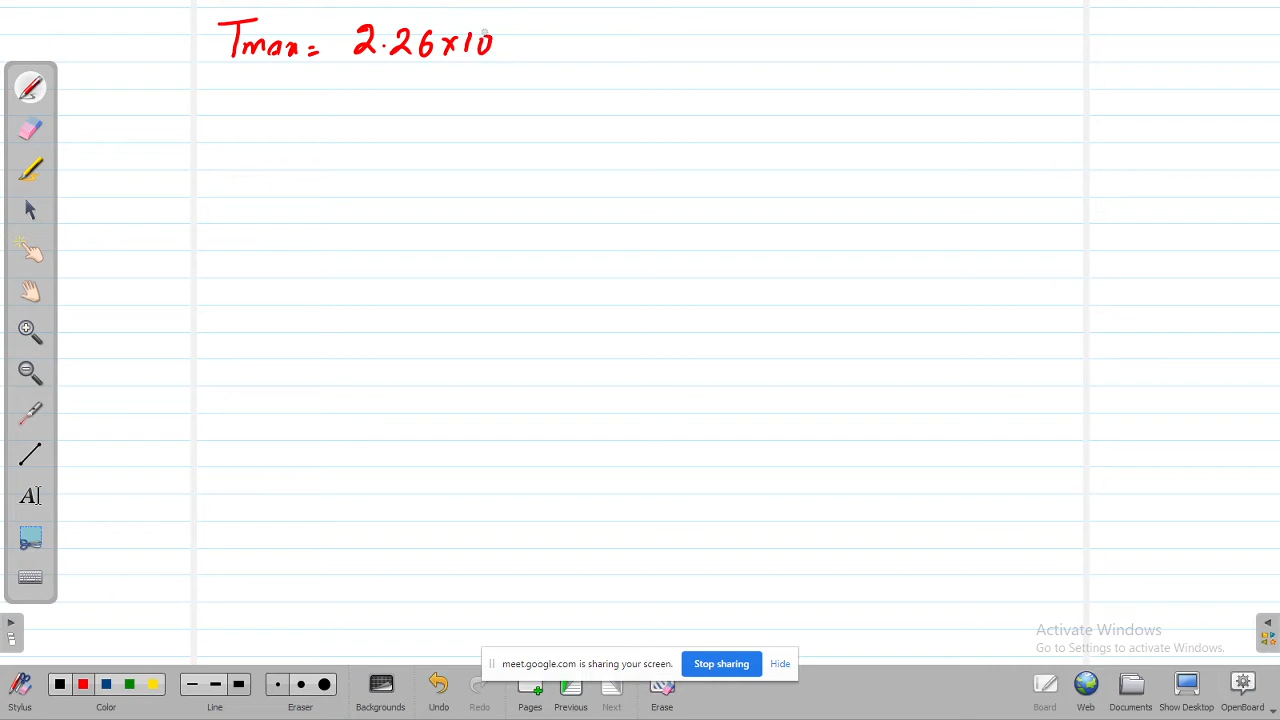 Tmax = 2.26×10
Activate Windows
Go to Settings to activate Windows.
meet.google.com is sharing your screen.
Stop sharing
Hide
Stylus
Color
Line
Eraser
Backgrounds
Undo
Redo
Pages
Previous
Next
Erase
Board
Web
Documents
Show Desktop
OpenBoard